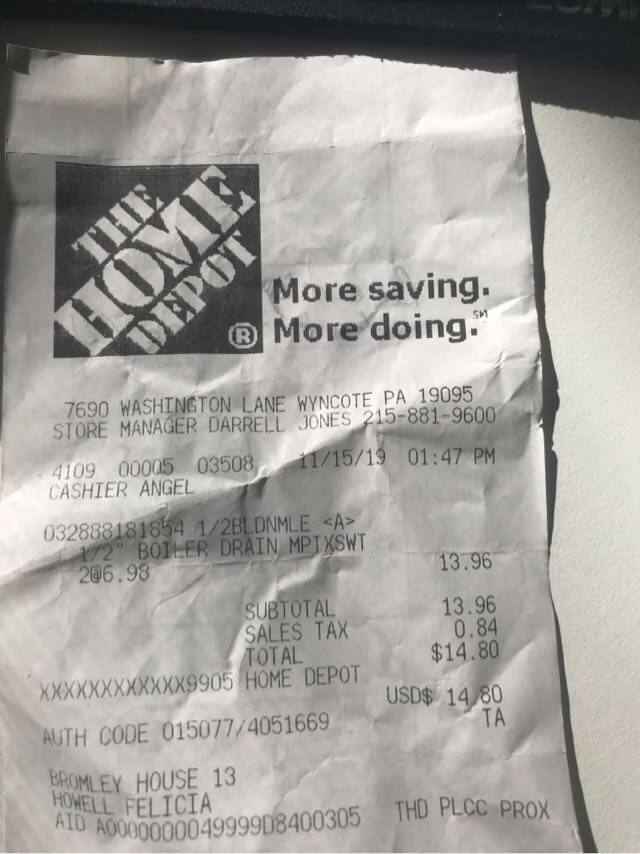 THE
HOME
DEPOT
®
More saving.
More doing.℠
7690 WASHINGTON LANE WYNCOTE PA 19095
STORE MANAGER DARRELL JONES 215-881-9600
4109 00005 03508 11/15/19 01:47 PM
CASHIER ANGEL
032888181854 1/2BLDNMLE <A>
1/2" BOILER DRAIN MPTXSWT
2@6.98 13.96
SUBTOTAL 13.96
SALES TAX 0.84
TOTAL $14.80
XXXXXXXXXXXX9905 HOME DEPOT
USD$ 14.80
AUTH CODE 015077/4051669 TA
BROMLEY HOUSE 13
HOWELL FELICIA
AID A0000000049999D8400305 THD PLCC PROX